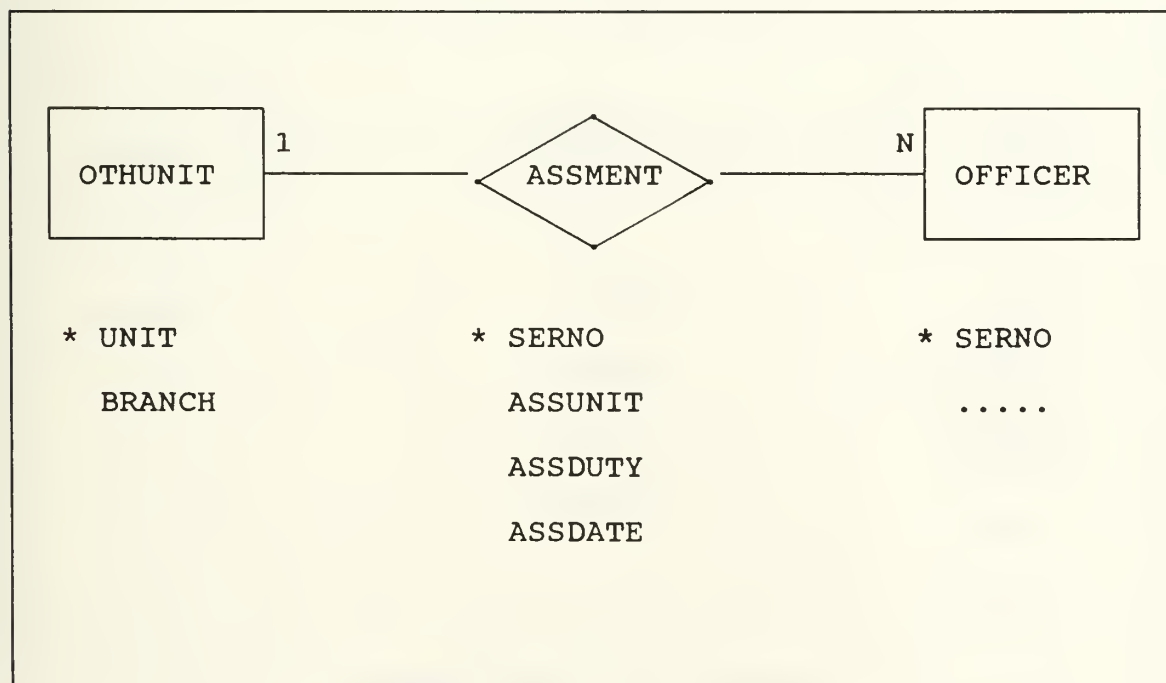 1 N
OTHUNIT ASSMENT OFFICER
* UNIT * SERNO * SERNO
BRANCH ASSUNIT .....
ASSDUTY
ASSDATE